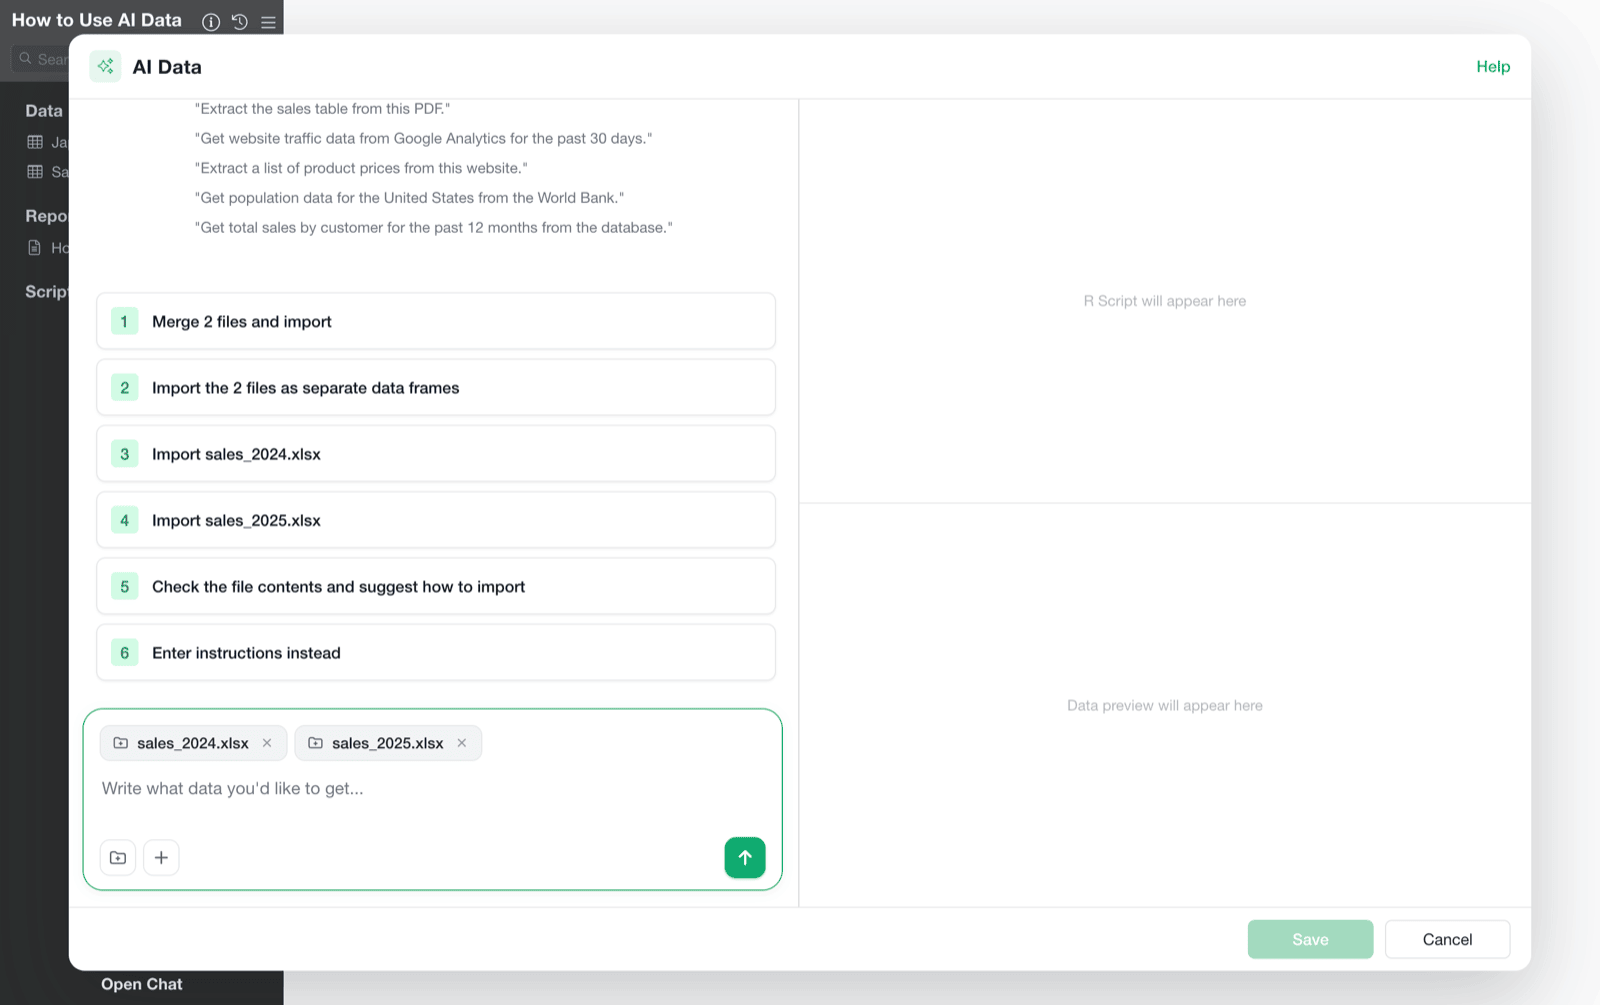 How to Use AI Data
Sear
AI Data
Help
Data
Ja
Sa
Repo
Ho
Script
"Extract the sales table from this PDF."
"Get website traffic data from Google Analytics for the past 30 days."
"Extract a list of product prices from this website."
"Get population data for the United States from the World Bank."
"Get total sales by customer for the past 12 months from the database."
1 Merge 2 files and import
2 Import the 2 files as separate data frames
3 Import sales_2024.xlsx
4 Import sales_2025.xlsx
5 Check the file contents and suggest how to import
6 Enter instructions instead
sales_2024.xlsx sales_2025.xlsx
Write what data you'd like to get...
R Script will appear here
Data preview will appear here
Save Cancel
Open Chat